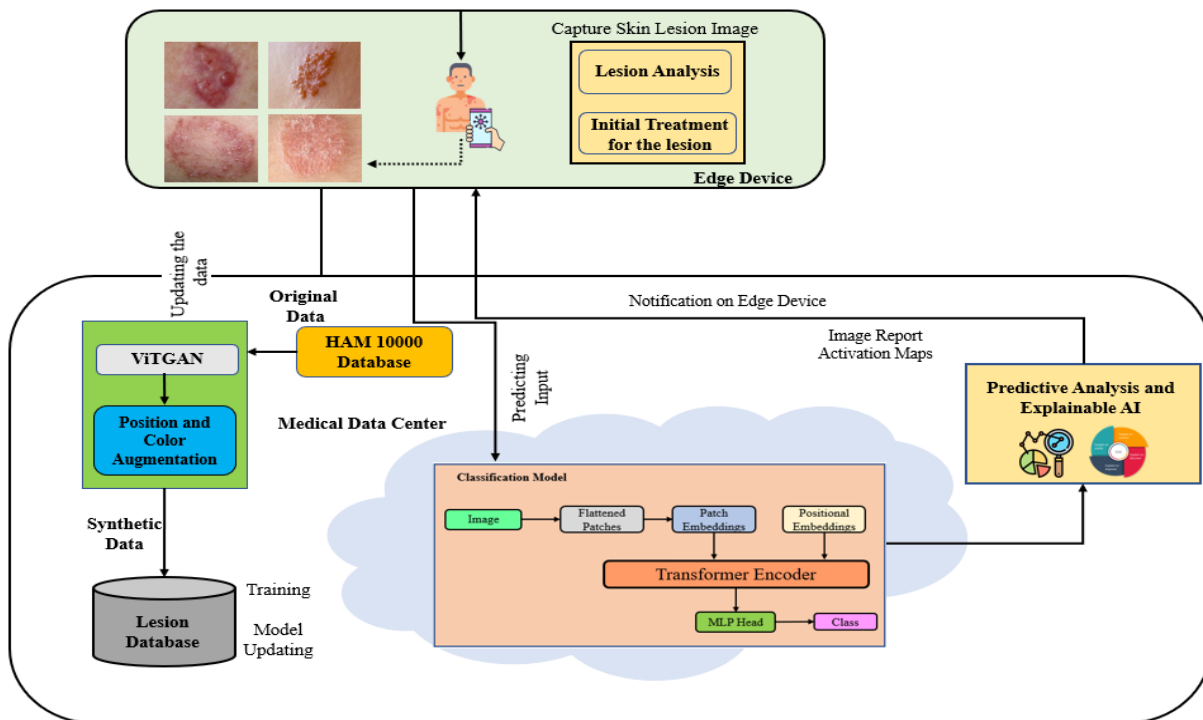 Capture Skin Lesion Image
Lesion Analysis
Initial Treatment
for the lesion
Edge Device
Updating the
data
Original
Data
HAM 10000
Database
ViTGAN
Position and
Color
Augmentation
Medical Data Center
Synthetic
Data
Lesion
Database
Training
Model
Updating
Predicting
Input
Notification on Edge Device
Image Report
Activation Maps
Predictive Analysis and
Explainable AI
Classification Model
Image
Flattened
Patches
Patch
Embeddings
Positional
Embeddings
Transformer Encoder
MLP Head
Class